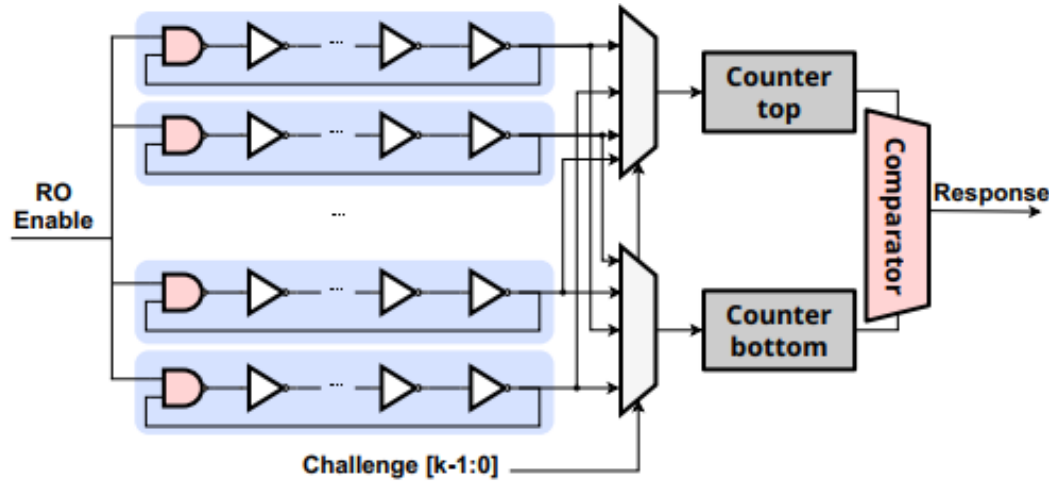 Counter
top
RO
Enable
...
...
...
...
...
Comparator
Response
Counter
bottom
Challenge [k-1:0]